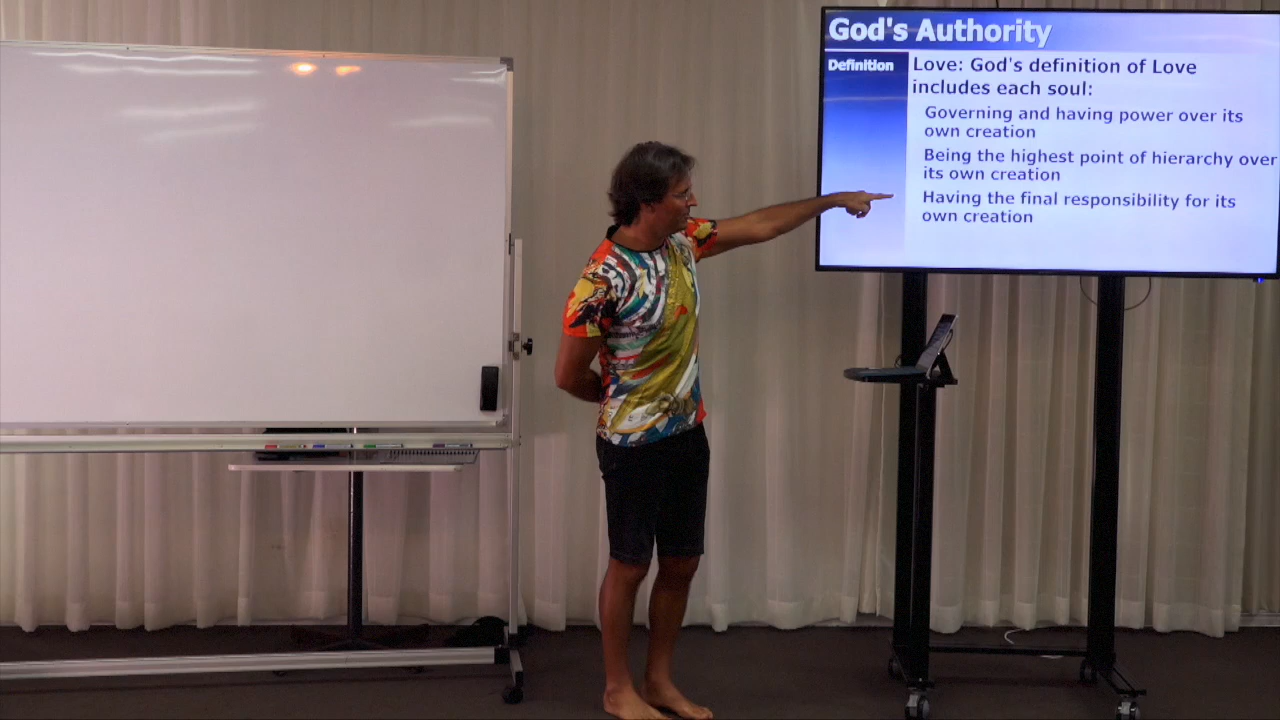 God's Authority
Definition
Love: God's definition of Love
includes each soul:
Governing and having power over its
own creation
Being the highest point of hierarchy over
its own creation
Having the final responsibility for its
own creation